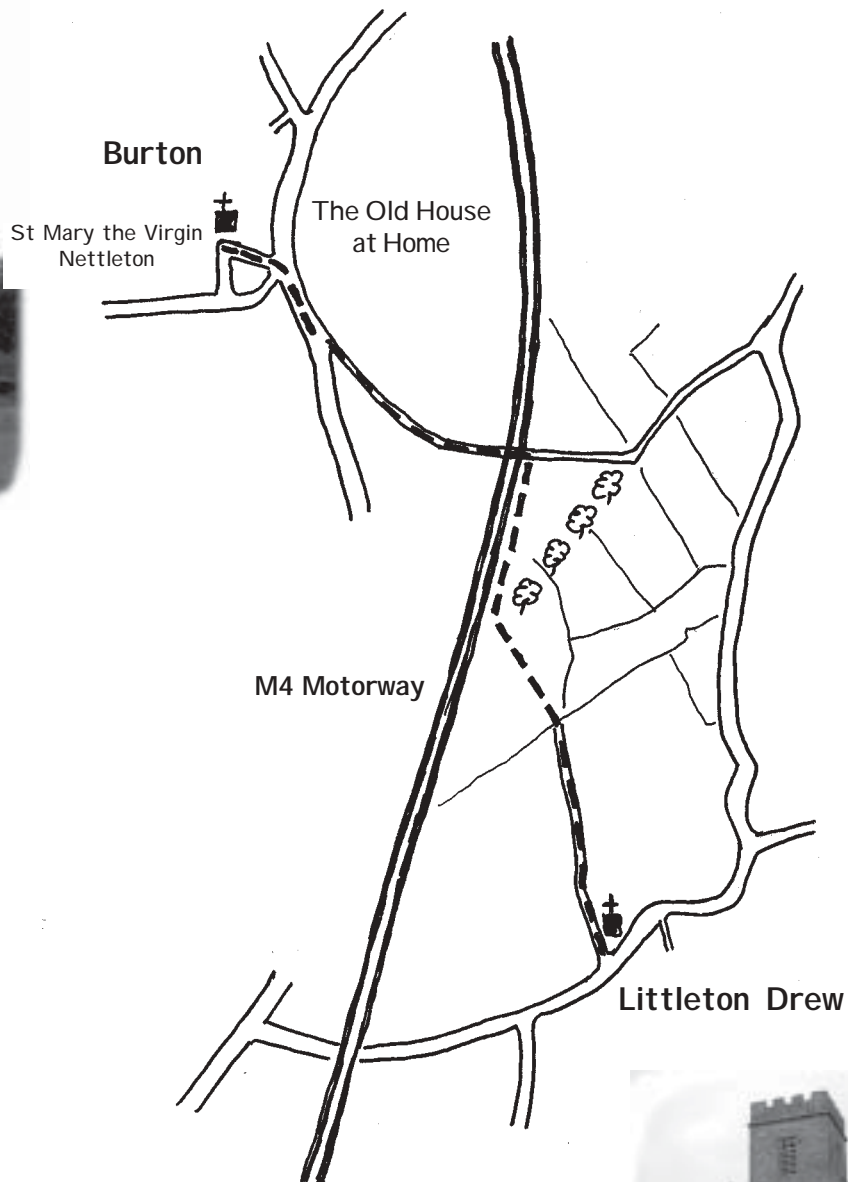 Burton
St Mary the Virgin
Nettleton
The Old House
at Home
M4 Motorway
Littleton Drew